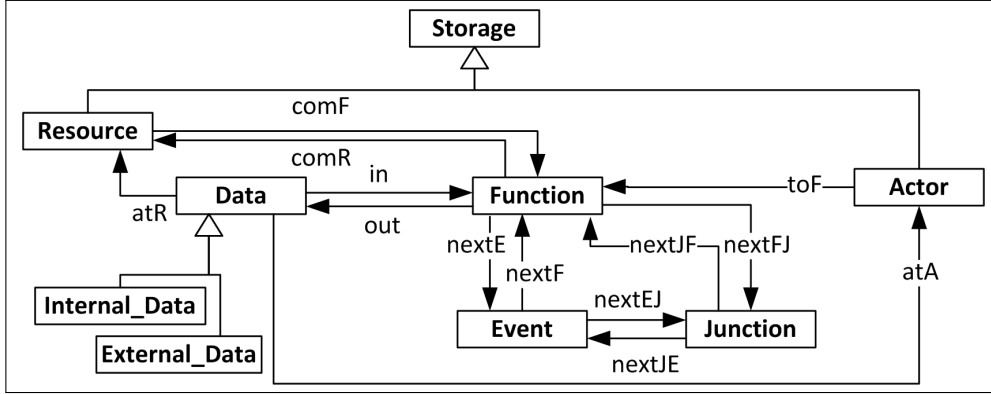 Storage
comF
Resource
comR
in
Data
Function
toF
Actor
atR
out
nextE
nextF
nextJF
nextFJ
atA
Internal_Data
nextEJ
Event
Junction
External_Data
nextJE